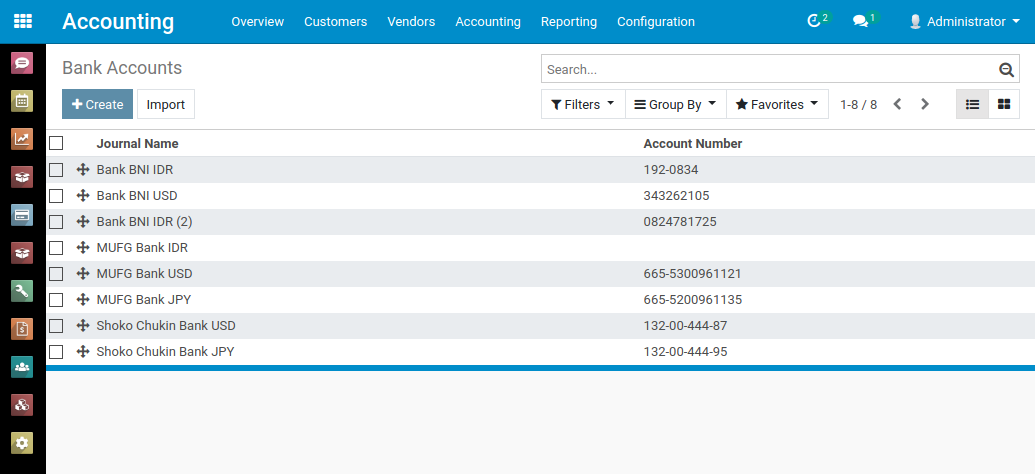 Accounting Overview Customers Vendors Accounting Reporting Configuration 2 1 Administrator
Bank Accounts
Search...
Create Import Filters Group By Favorites 1-8 / 8
Journal Name Account Number
Bank BNI IDR 192-0834
Bank BNI USD 343262105
Bank BNI IDR (2) 0824781725
MUFG Bank IDR
MUFG Bank USD 665-5300961121
MUFG Bank JPY 665-5200961135
Shoko Chukin Bank USD 132-00-444-87
Shoko Chukin Bank JPY 132-00-444-95